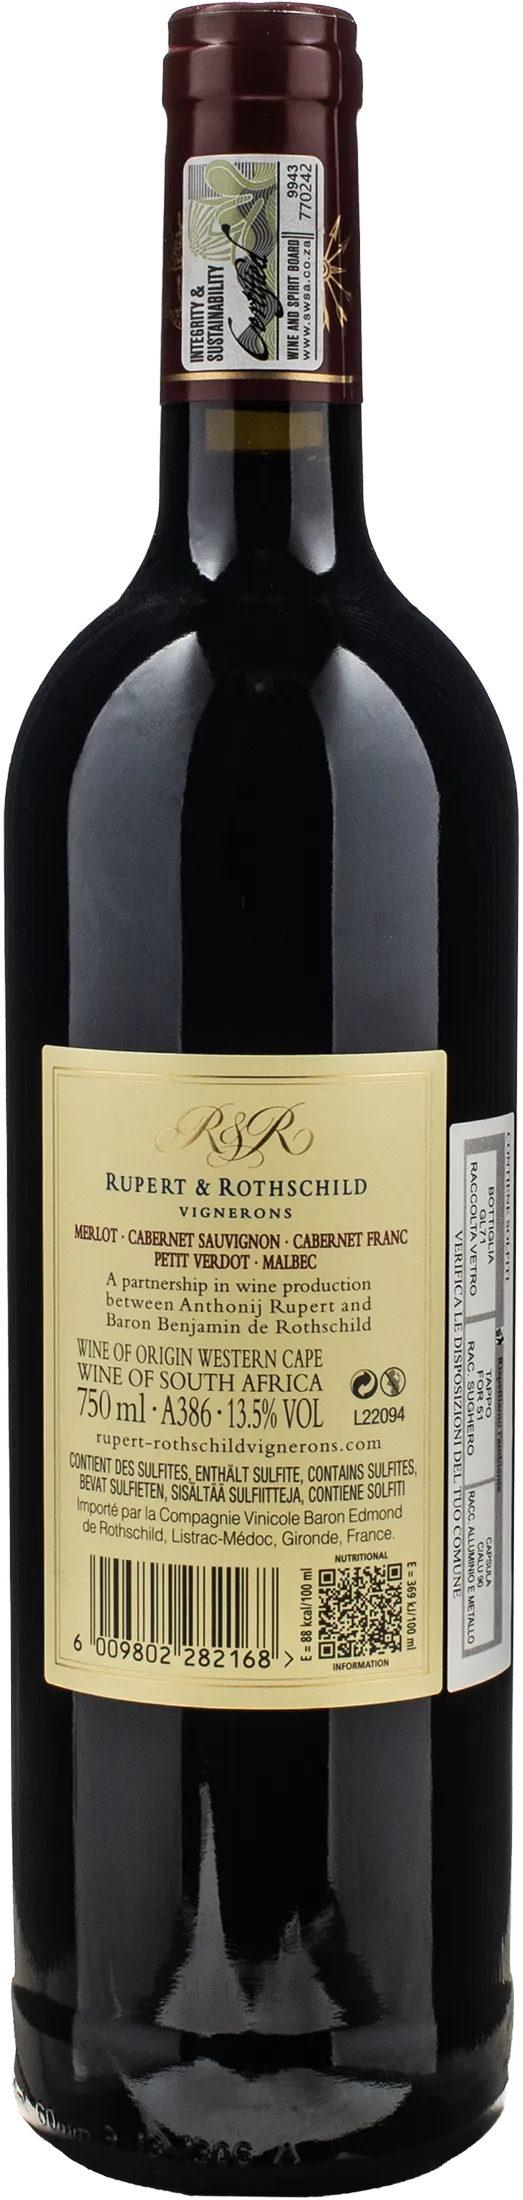 INTEGRITY &
SUSTAINABILITY
Certified
WINE AND SPIRIT BOARD
www.swsa.co.za
9943
770242
R&R
RUPERT & ROTHSCHILD
VIGNERONS
MERLOT · CABERNET SAUVIGNON · CABERNET FRANC
PETIT VERDOT · MALBEC
A partnership in wine production
between Anthonij Rupert and
Baron Benjamin de Rothschild
WINE OF ORIGIN WESTERN CAPE
WINE OF SOUTH AFRICA
750 ml · A386 · 13.5% VOL
L22094
rupert-rothschildvignerons.com
CONTIENT DES SULFITES, ENTHÄLT SULFITE, CONTAINS SULFITES,
BEVAT SULFIETEN, SISÄLTÄÄ SULFIITTEJA, CONTIENE SOLFITI
Importé par la Compagnie Vinicole Baron Edmond
de Rothschild, Listrac-Médoc, Gironde, France.
6 009802 282168 >
E = 88 kcal/100 ml
NUTRITIONAL
INFORMATION
E = 369 kJ/100 ml
CONTIENE SOLFITI
BOTTIGLIA
GL71
RACCOLTA VETRO
TAPPO
FOR 51
RAC. SUGHERO
CAPSULA
C/ALU 90
RACC. ALLUMINIO E METALLO
VERIFICA LE DISPOSIZIONI DEL TUO COMUNE